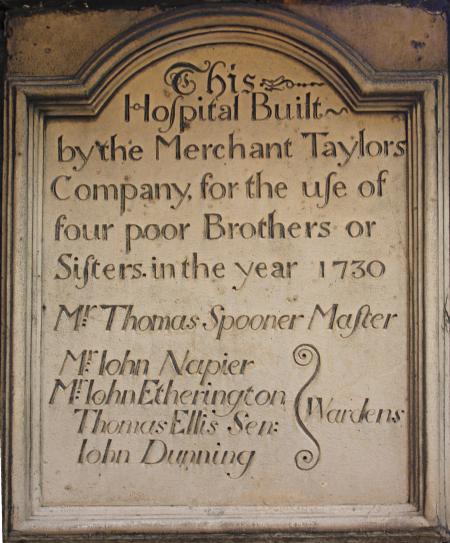 This
Hoſpital Built
by the Merchant Taylors
Company, for the uſe of
four poor Brothers or
Siſters. in the year 1730
Mr Thomas Spooner Maſter
Mr Iohn Napier
Mr Iohn Etherington
Thomas Ellis Sen:
Iohn Dunning
Wardens